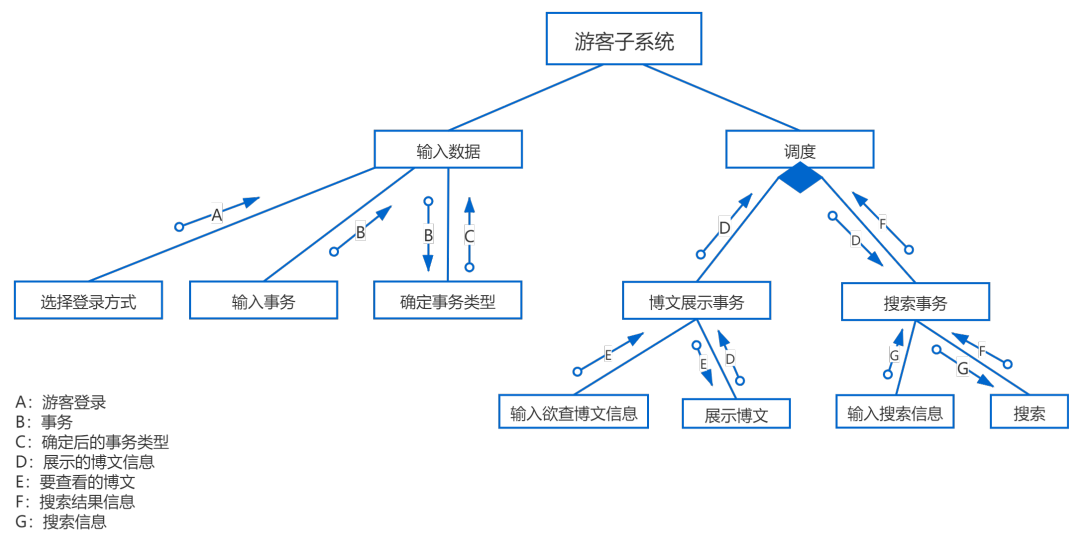 游客子系统
输入数据
调度
A
B
B
C
D
D
F
选择登录方式
输入事务
确定事务类型
博文展示事务
搜索事务
E
E
D
G
G
F
输入欲查博文信息
展示博文
输入搜索信息
搜索
A：游客登录
B：事务
C：确定后的事务类型
D：展示的博文信息
E：要查看的博文
F：搜索结果信息
G：搜索信息